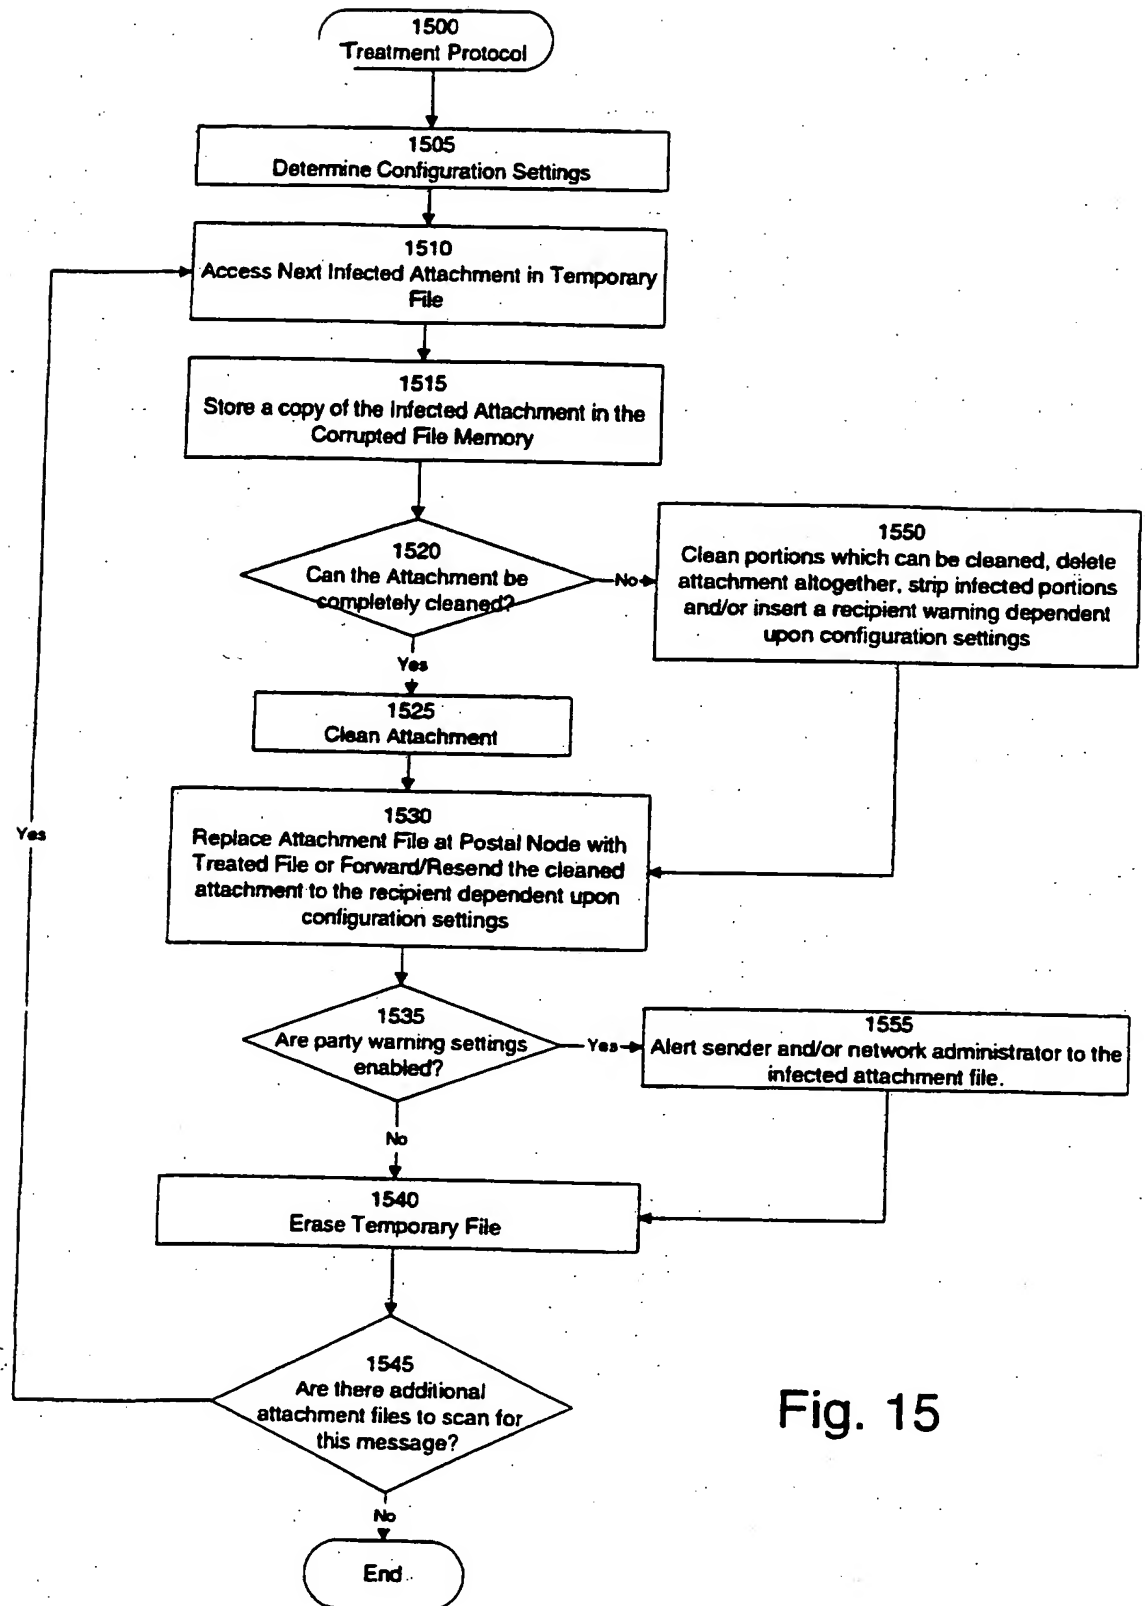 1500
Treatment Protocol
1505
Determine Configuration Settings
1510
Access Next Infected Attachment in Temporary
File
1515
Store a copy of the Infected Attachment in the
Corrupted File Memory
1520
Can the Attachment be
completely cleaned?
No
1550
Clean portions which can be cleaned, delete
attachment altogether, strip infected portions
and/or insert a recipient warning dependent
upon configuration settings
Yes
1525
Clean Attachment
1530
Replace Attachment File at Postal Node with
Treated File or Forward/Resend the cleaned
attachment to the recipient dependent upon
configuration settings
Yes
1535
Are party warning settings
enabled?
Yes
1555
Alert sender and/or network administrator to the
infected attachment file.
No
1540
Erase Temporary File
1545
Are there additional
attachment files to scan for
this message?
No
End
Fig. 15